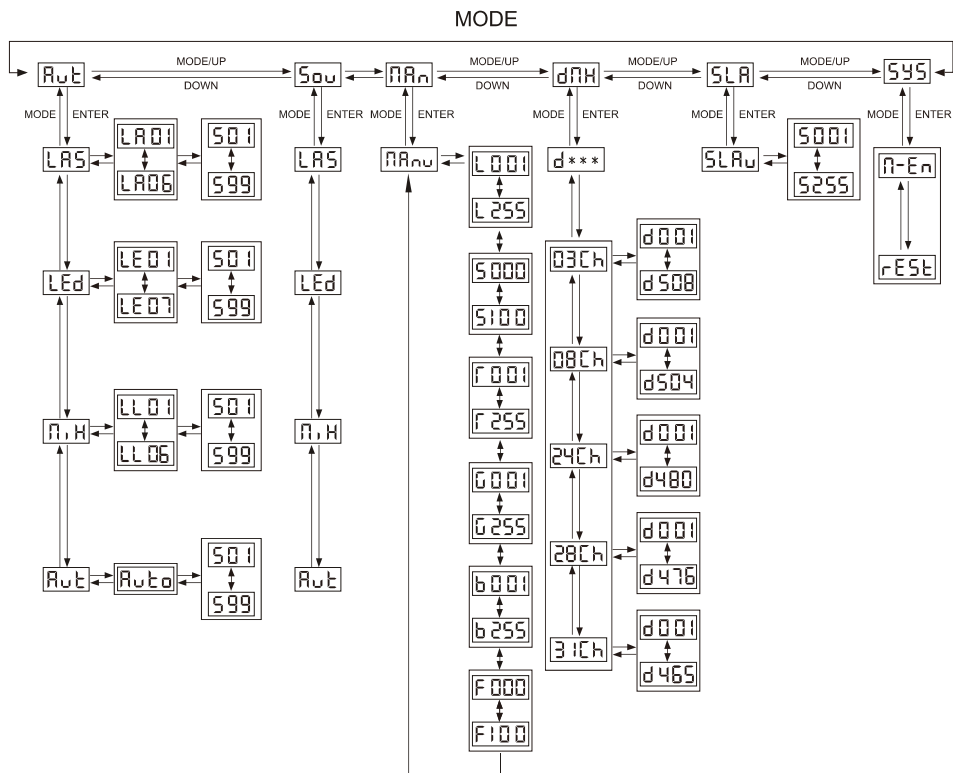 MODE
Aut MODE/UP DOWN Sou MAn MODE/UP DOWN dMH MODE/UP DOWN SLA MODE/UP DOWN SYS
MODE ENTER MODE ENTER MODE ENTER MODE ENTER MODE ENTER MODE ENTER
LAS
LA01
LA06
S01
S99
LEd
LE01
LE07
S01
S99
MiH
LL01
LL06
S01
S99
Aut
Auto
S01
S99
LAS
LEd
MiH
Aut
MAnu
L001
L255
S000
S100
r001
r255
G001
G255
b001
b255
F000
F100
d***
03Ch
d001
d508
08Ch
d001
d504
24Ch
d001
d480
28Ch
d001
d476
31Ch
d001
d465
SLAu
S001
S255
M-En
rESt